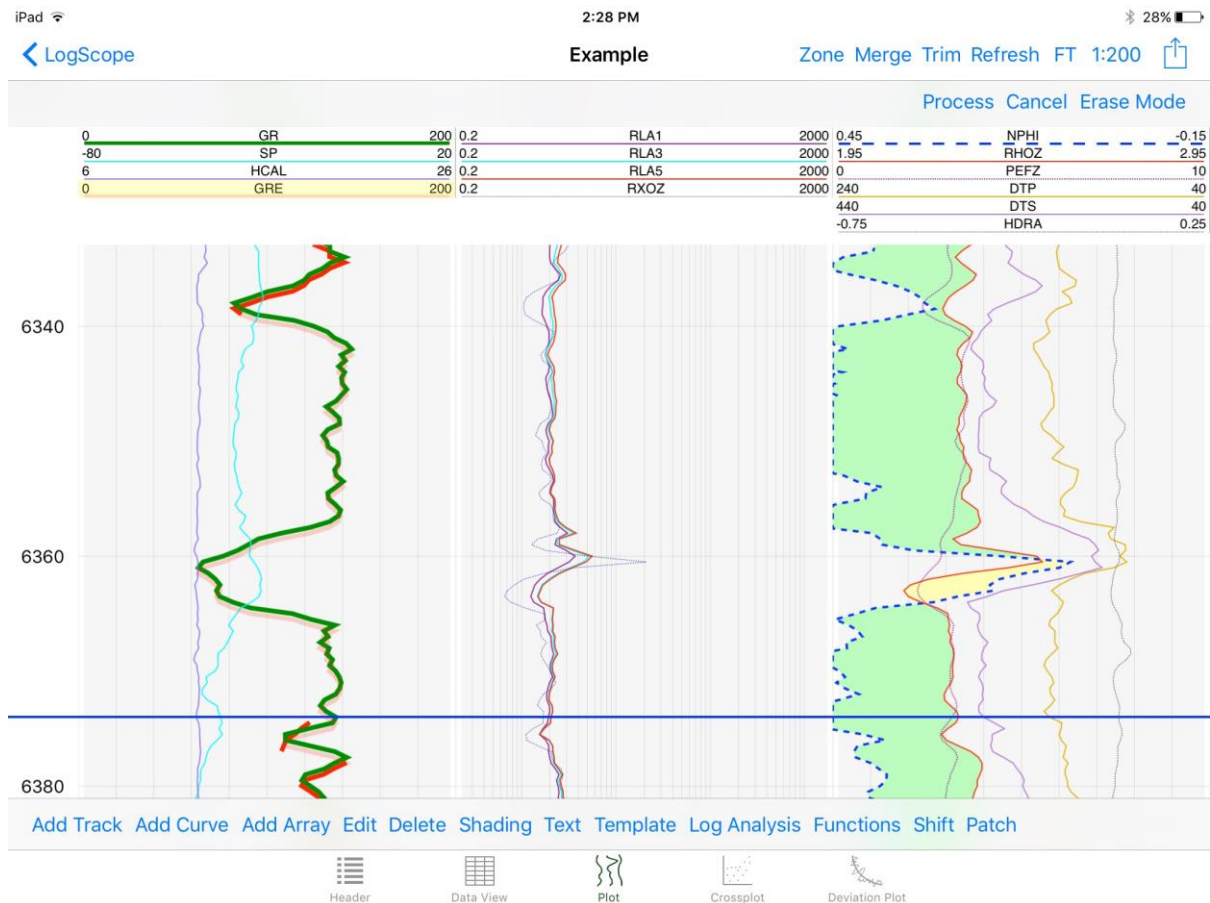 iPad 2:28 PM 28%
LogScope Example Zone Merge Trim Refresh FT 1:200
Process Cancel Erase Mode
0 GR 200 0.2 RLA1 2000 0.45 NPHI -0.15
-80 SP 20 0.2 RLA3 2000 1.95 RHOZ 2.95
6 HCAL 26 0.2 RLA5 2000 0 PEFZ 10
0 GRE 200 0.2 RXOZ 2000 240 DTP 40
440 DTS 40
-0.75 HDRA 0.25
6340
6360
6380
Add Track Add Curve Add Array Edit Delete Shading Text Template Log Analysis Functions Shift Patch
Header Data View Plot Crossplot Deviation Plot